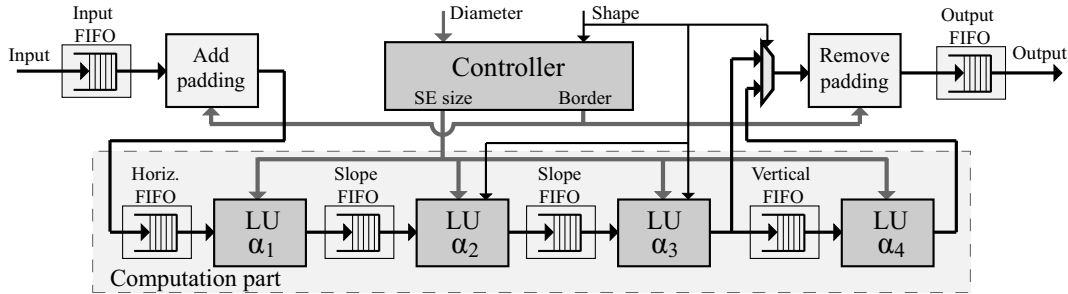 Input
FIFO
Input
Add
padding
Diameter
Shape
Controller
SE size
Border
Remove
padding
Output
FIFO
Output
Horiz.
FIFO
LU
α1
Slope
FIFO
LU
α2
Slope
FIFO
LU
α3
Vertical
FIFO
LU
α4
Computation part